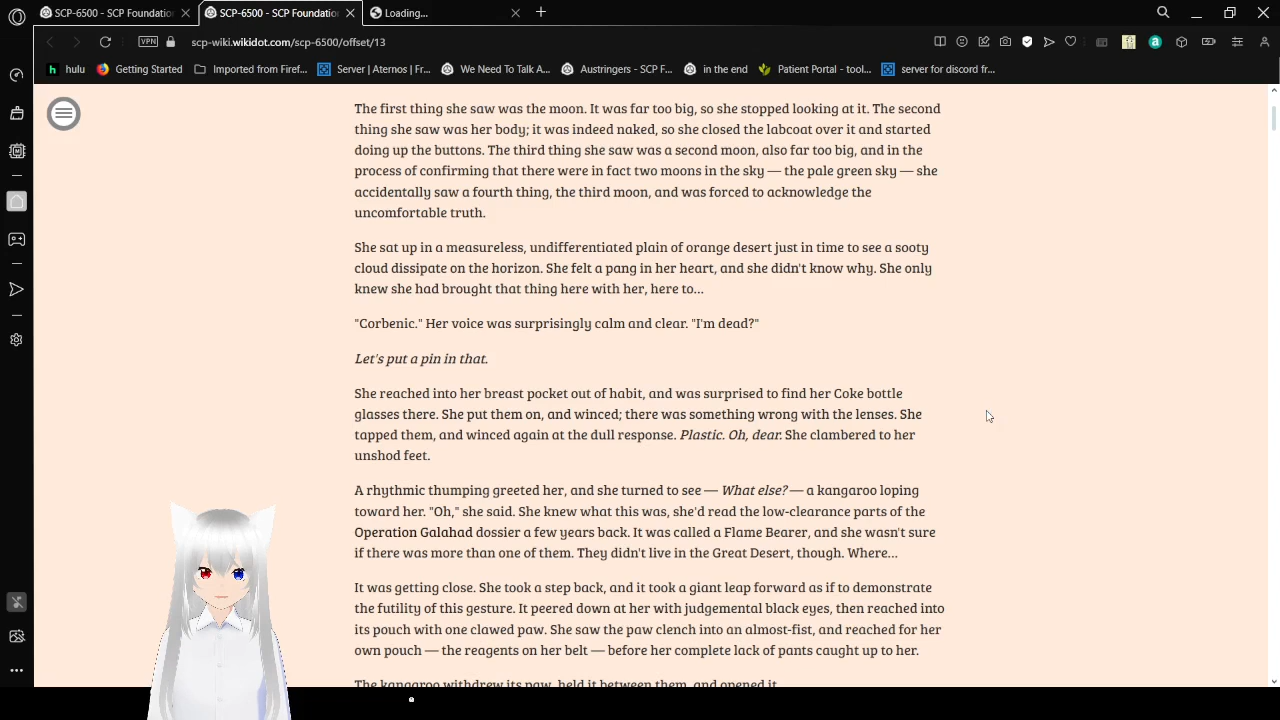 SCP-6500 - SCP Foundation
SCP-6500 - SCP Foundation
Loading...
VPN
scp-wiki.wikidot.com/scp-6500/offset/13
hulu
Getting Started
Imported from Firef...
Server | Aternos | Fr...
We Need To Talk A...
Austringers - SCP F...
in the end
Patient Portal - tool...
server for discord fr...
The first thing she saw was the moon. It was far too big, so she stopped looking at it. The second
thing she saw was her body; it was indeed naked, so she closed the labcoat over it and started
doing up the buttons. The third thing she saw was a second moon, also far too big, and in the
process of confirming that there were in fact two moons in the sky — the pale green sky — she
accidentally saw a fourth thing, the third moon, and was forced to acknowledge the
uncomfortable truth.
She sat up in a measureless, undifferentiated plain of orange desert just in time to see a sooty
cloud dissipate on the horizon. She felt a pang in her heart, and she didn't know why. She only
knew she had brought that thing here with her, here to...
"Corbenic." Her voice was surprisingly calm and clear. "I'm dead?"
Let's put a pin in that.
She reached into her breast pocket out of habit, and was surprised to find her Coke bottle
glasses there. She put them on, and winced; there was something wrong with the lenses. She
tapped them, and winced again at the dull response. Plastic. Oh, dear. She clambered to her
unshod feet.
A rhythmic thumping greeted her, and she turned to see — What else? — a kangaroo loping
toward her. "Oh," she said. She knew what this was, she'd read the low-clearance parts of the
Operation Galahad dossier a few years back. It was called a Flame Bearer, and she wasn't sure
if there was more than one of them. They didn't live in the Great Desert, though. Where...
It was getting close. She took a step back, and it took a giant leap forward as if to demonstrate
the futility of this gesture. It peered down at her with judgemental black eyes, then reached into
its pouch with one clawed paw. She saw the paw clench into an almost-fist, and reached for her
own pouch — the reagents on her belt — before her complete lack of pants caught up to her.
The kangaroo withdrew its paw, held it between them, and opened it.